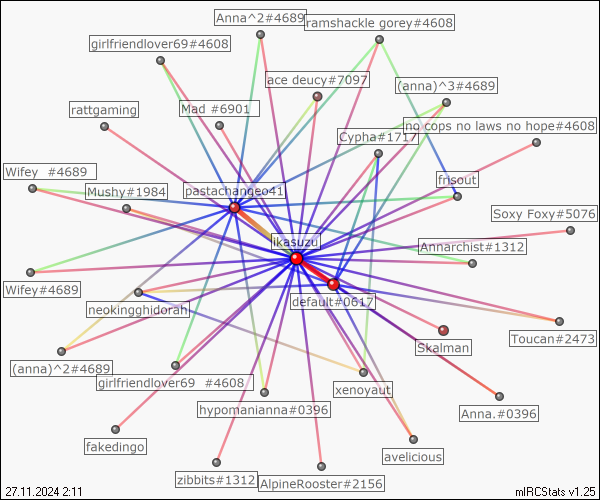 Anna^2#4689
ramshackle gorey#4608
girlfriendlover69#4608
ace deucy#7097
(anna)^3#4689
rattgaming
Mad #6901
Cypha#1717
no cops no laws no hope#4608
Wifey  #4689
Mushy#1984
pastachangeo41
frisout
Soxy Foxy#5076
ikasuzu
Annarchist#1312
Wifey#4689
neokingghidorah
default#0617
Toucan#2473
Skalman
(anna)^2#4689
girlfriendlover69  #4608
xenoyaut
hypomanianna#0396
Anna.#0396
fakedingo
avelicious
zibbits#1312
AlpineRooster#2156
27.11.2024 2:11
mIRCStats v1.25